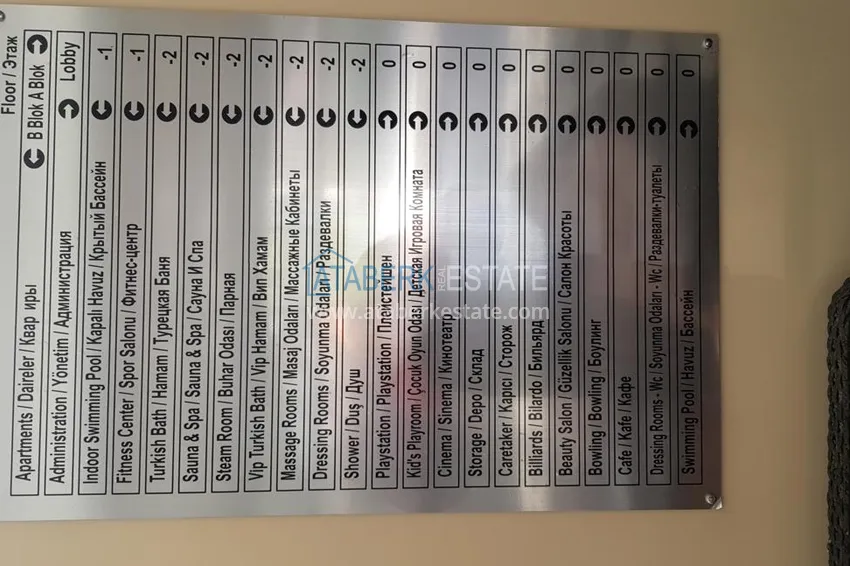 Floor / Этаж
Apartments / Daireler / Квар иры B Blok A Blok
Administration / Yönetim / Администрация Lobby
Indoor Swimming Pool / Kapalı Havuz / Крытый Бассейн -1
Fitness Center / Spor Salonu / Фитнес-центр -1
Turkish Bath / Hamam / Турецкая Баня -2
Sauna & Spa / Sauna & Spa / Сауна И Спа -2
Steam Room / Buhar Odası / Парная -2
Vip Turkish Bath / Vip Hamam / Вип Хамам -2
Massage Rooms / Masaj Odaları / Массажные Кабинеты -2
Dressing Rooms / Soyunma Odaları / Раздевалки -2
Shower / Duş / Душ -2
Playstation / Playstation / Плейстейшен 0
Kid's Playroom / Çocuk Oyun Odası / Детская Игровая Комната 0
Cinema / Sinema / Кинотеатр 0
Storage / Depo / Склад 0
Caretaker / Kapıcı / Сторож 0
Billiards / Bilardo / Бильярд 0
Beauty Salon / Güzellik Salonu / Салон Красоты 0
Bowling / Bowling / Боулинг 0
Cafe / Kafe / Кафе 0
Dressing Rooms - Wc / Soyunma Odaları - Wc / Раздевалки-туалеты 0
Swimming Pool / Havuz / Бассейн 0
ATABERK REAL ESTATE
www.ataberkestate.com